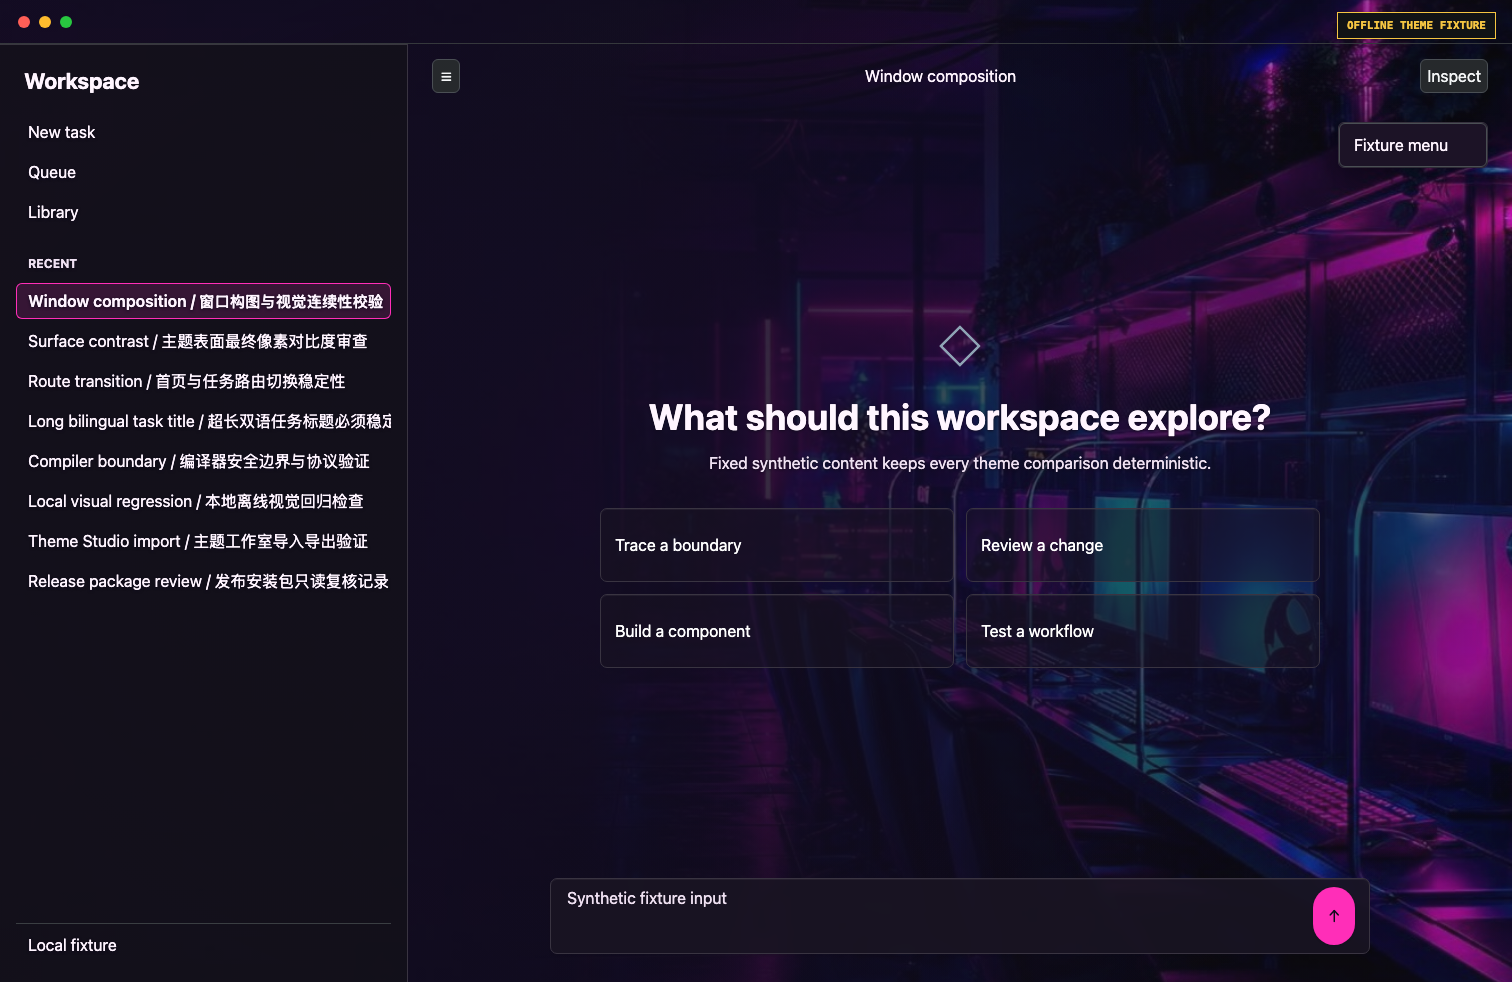 OFFLINE THEME FIXTURE
Workspace
New task
Queue
Library
RECENT
Window composition / 窗口构图与视觉连续性校验
Surface contrast / 主题表面最终像素对比度审查
Route transition / 首页与任务路由切换稳定性
Long bilingual task title / 超长双语任务标题必须稳定
Compiler boundary / 编译器安全边界与协议验证
Local visual regression / 本地离线视觉回归检查
Theme Studio import / 主题工作室导入导出验证
Release package review / 发布安装包只读复核记录
Local fixture
Window composition
Inspect
Fixture menu
What should this workspace explore?
Fixed synthetic content keeps every theme comparison deterministic.
Trace a boundary
Review a change
Build a component
Test a workflow
Synthetic fixture input